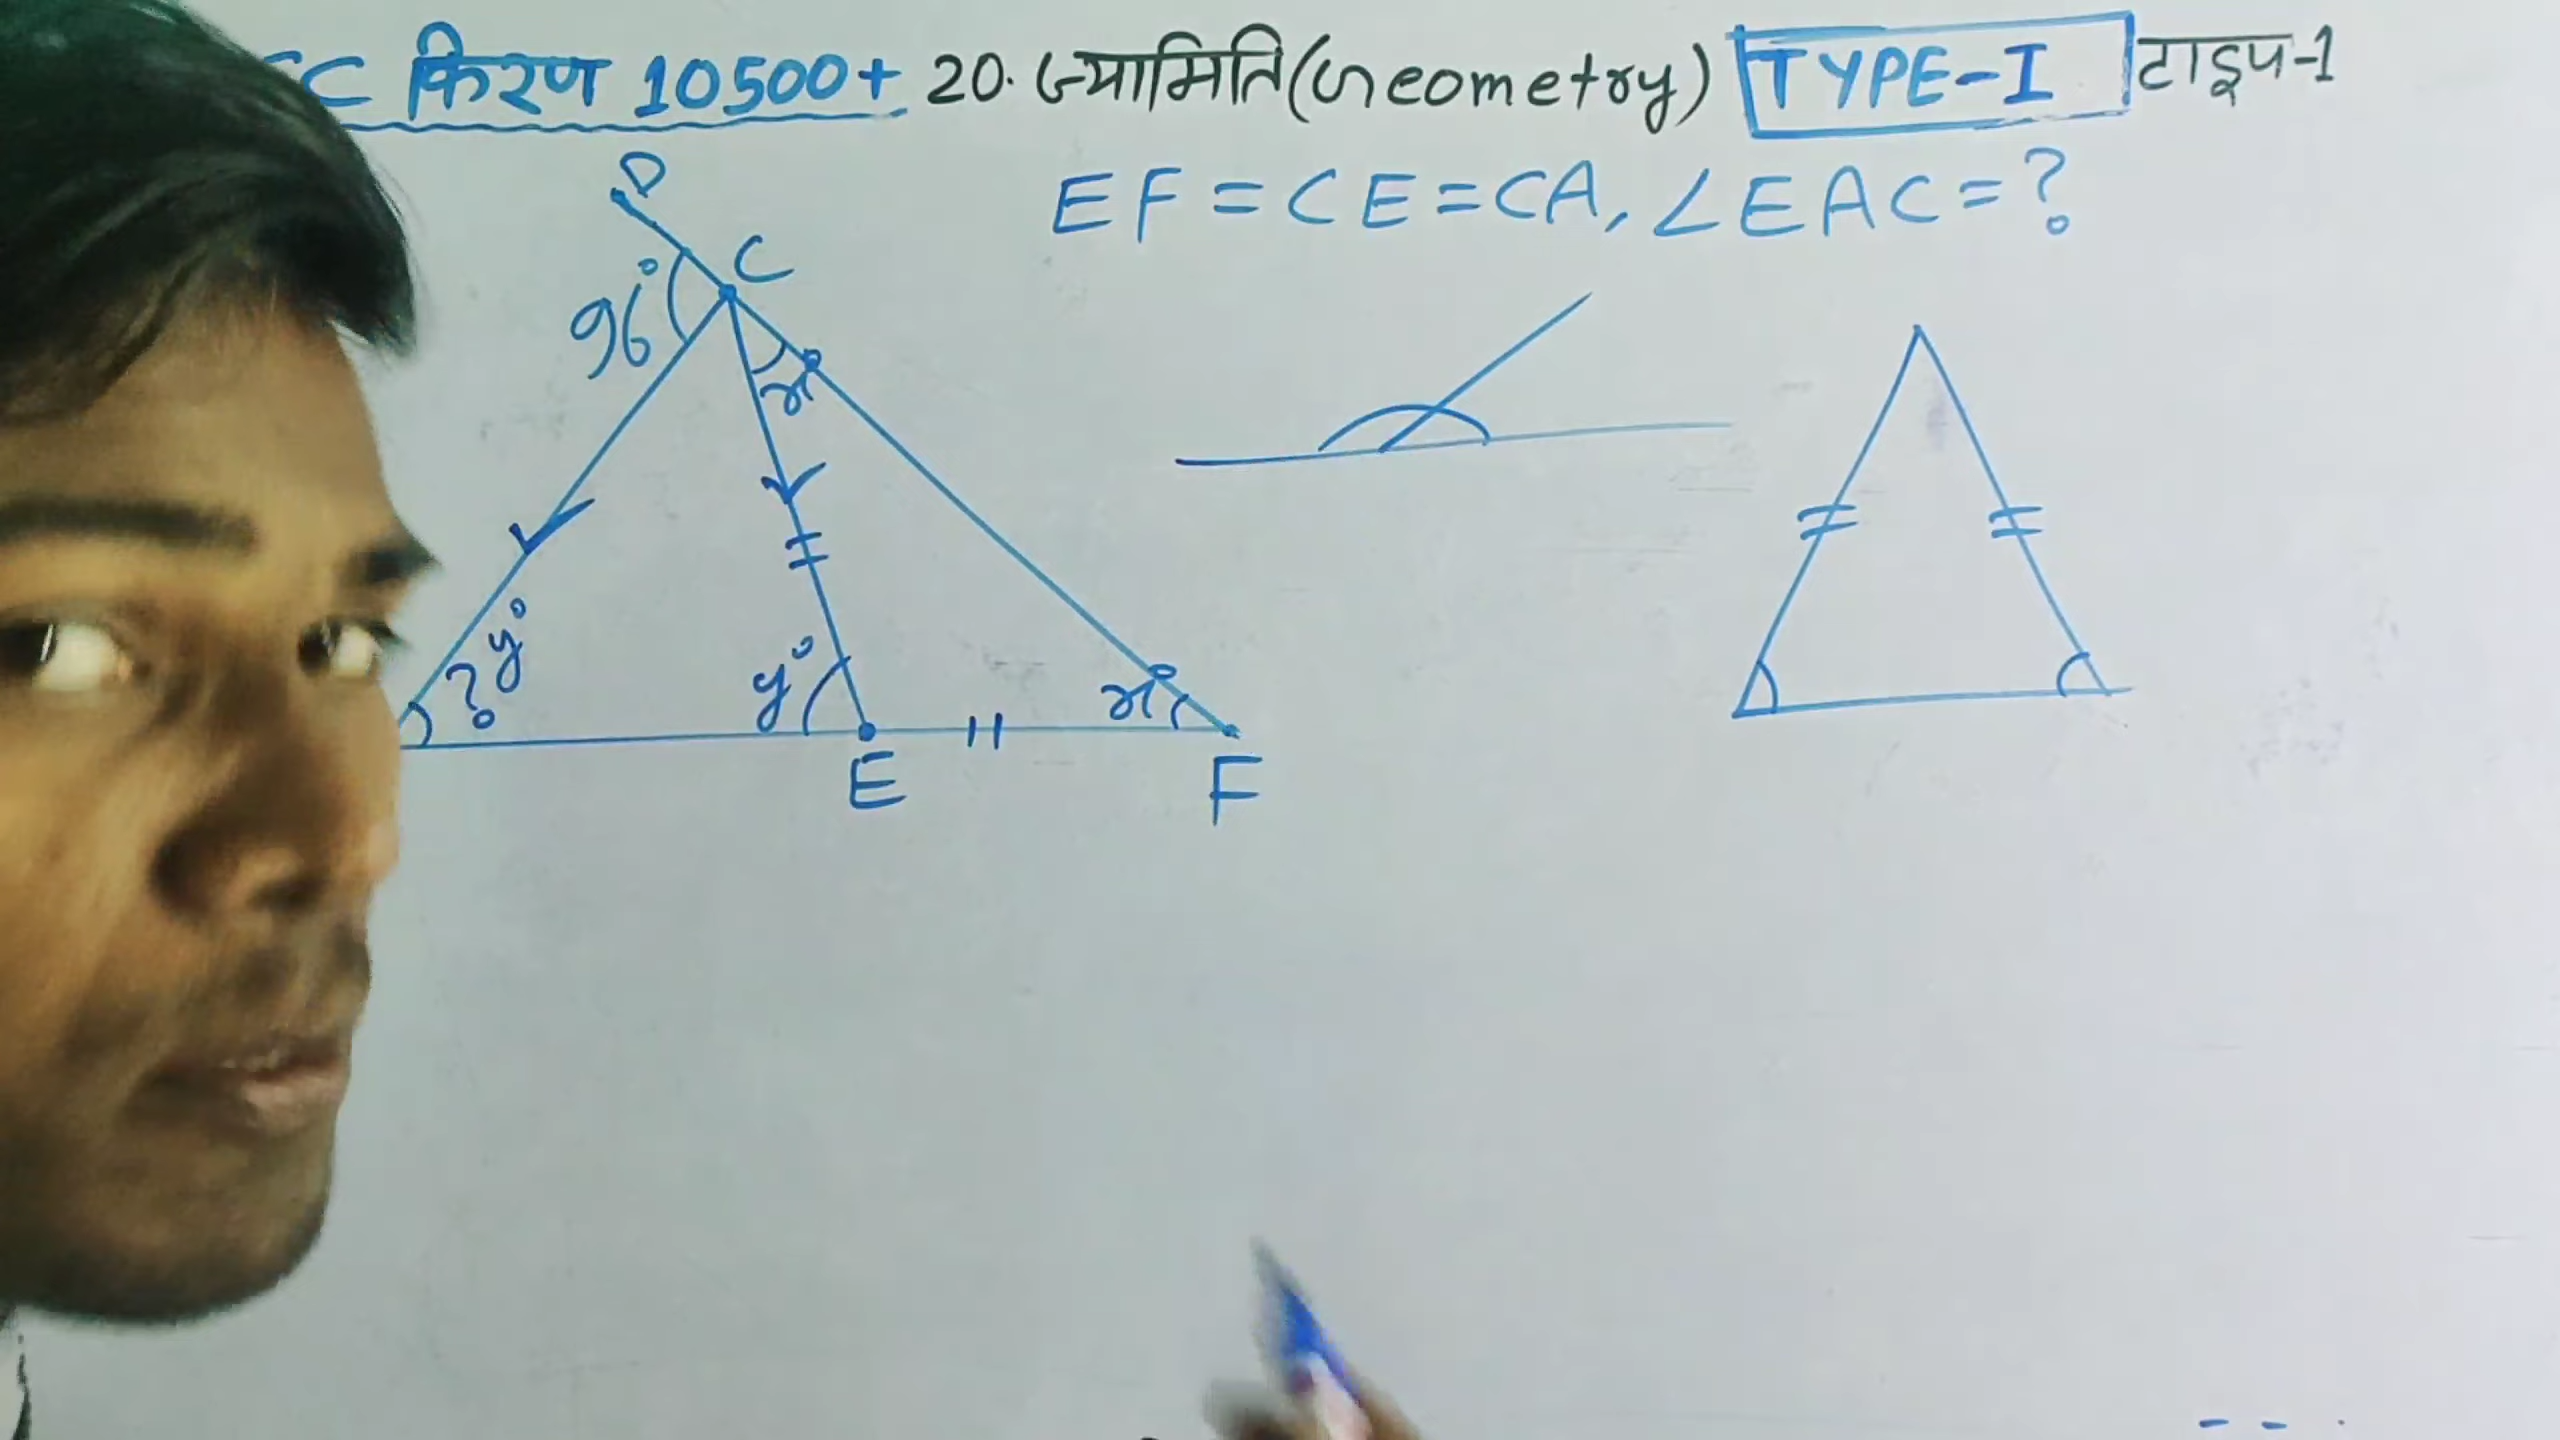 किरण 10500+ 20. ज्यामिति (Geometry) TYPE-I टाइप-1
EF = CE = CA, ∠EAC = ?
D
C
96°
x
y°
?
y°
x
E
F